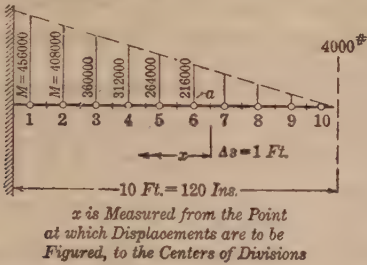 4000#
M=456000
M=408000
360000
312000
264000
216000
a
1 2 3 4 5 6 7 8 9 10
x Δs=1 Ft.
10 Ft.=120 Ins.
x is Measured from the Point
at which Displacements are to be
Figured, to the Centers of Divisions